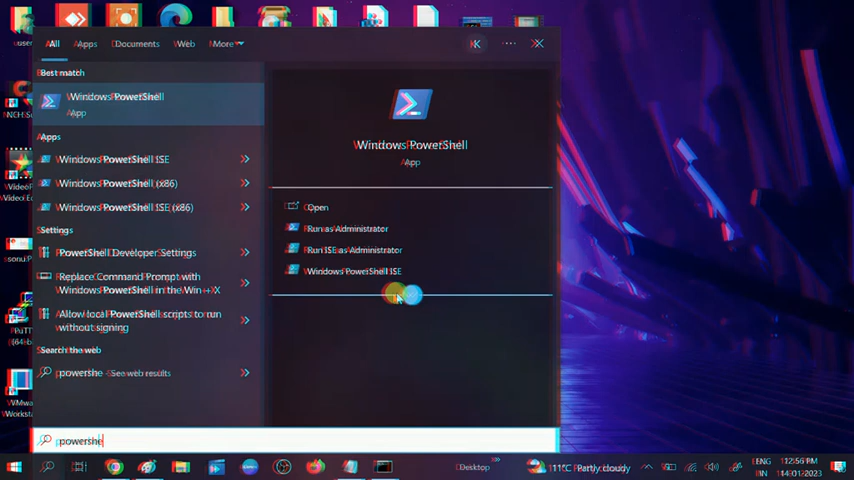 All Apps Documents Web More
K
Best match
Windows PowerShell
App
Apps
Windows PowerShell ISE
Windows PowerShell (x86)
Windows PowerShell ISE (x86)
Settings
PowerShell Developer Settings
Replace Command Prompt with
Windows PowerShell in the Win + X
Allow local PowerShell scripts to run
without signing
Search the web
powershe - See web results
Windows PowerShell
App
Open
Run as Administrator
Run ISE as Administrator
Windows PowerShell ISE
powershe
Desktop
11°C Partly cloudy
ENG
IN
12:56 PM
14-01-2023